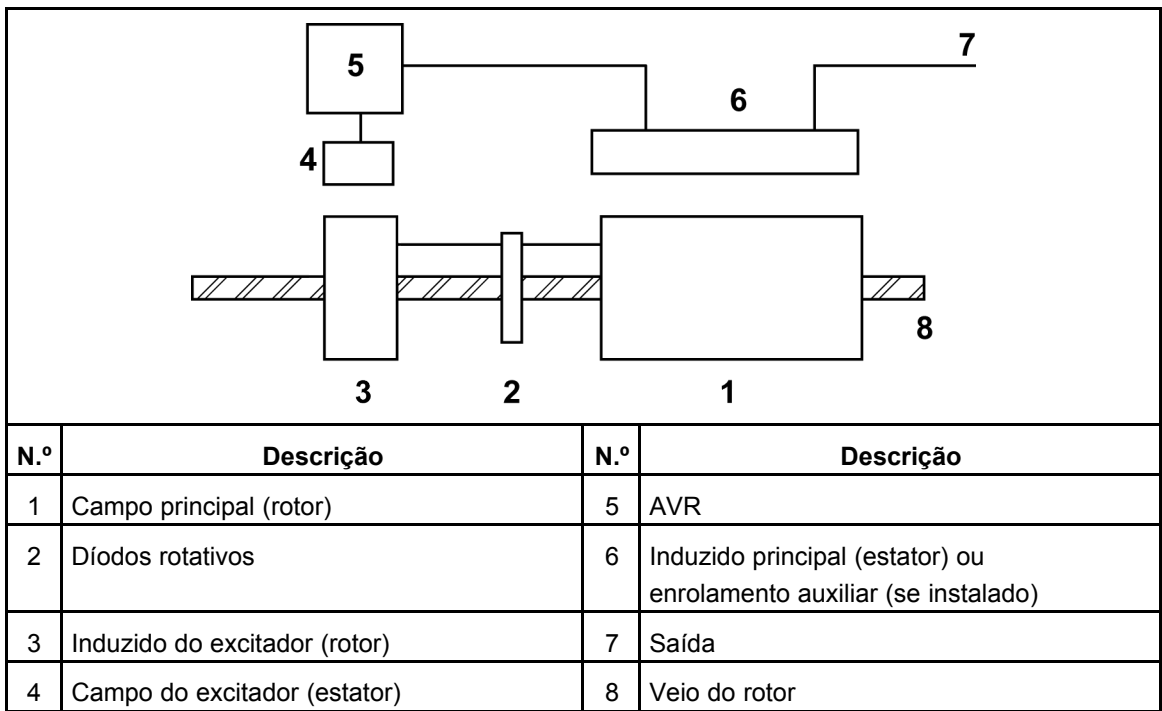 5
7
6
4
8
3 2 1
N.º Descrição N.º Descrição
1 Campo principal (rotor) 5 AVR
2 Díodos rotativos 6 Induzido principal (estator) ou
enrolamento auxiliar (se instalado)
3 Induzido do excitador (rotor) 7 Saída
4 Campo do excitador (estator) 8 Veio do rotor